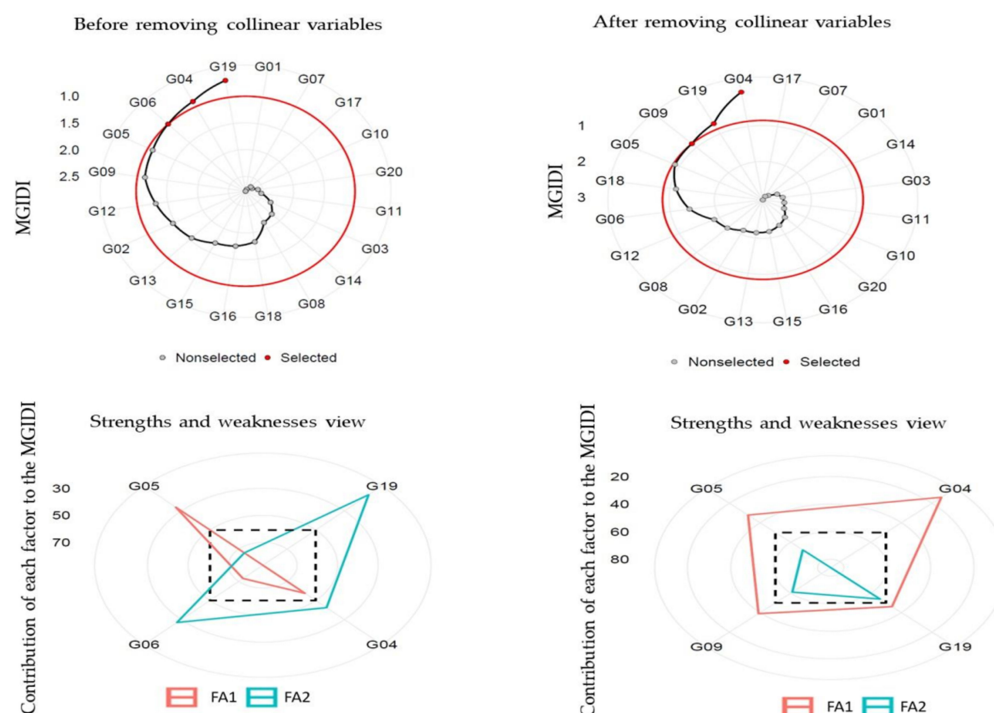 Before removing collinear variables
MGIDI
1.0
1.5
2.0
2.5
G19
G01
G07
G17
G10
G20
G11
G03
G14
G08
G18
G16
G15
G13
G02
G12
G09
G05
G06
G04
Nonselected
Selected
After removing collinear variables
MGIDI
1
2
3
G04
G17
G07
G01
G14
G03
G11
G10
G20
G16
G15
G13
G02
G08
G12
G06
G18
G05
G09
G19
Nonselected
Selected
Strengths and weaknesses view
Contribution of each factor to the MGIDI
30
50
70
G05
G19
G04
G06
FA1
FA2
Strengths and weaknesses view
Contribution of each factor to the MGIDI
20
40
60
80
G05
G04
G19
G09
FA1
FA2